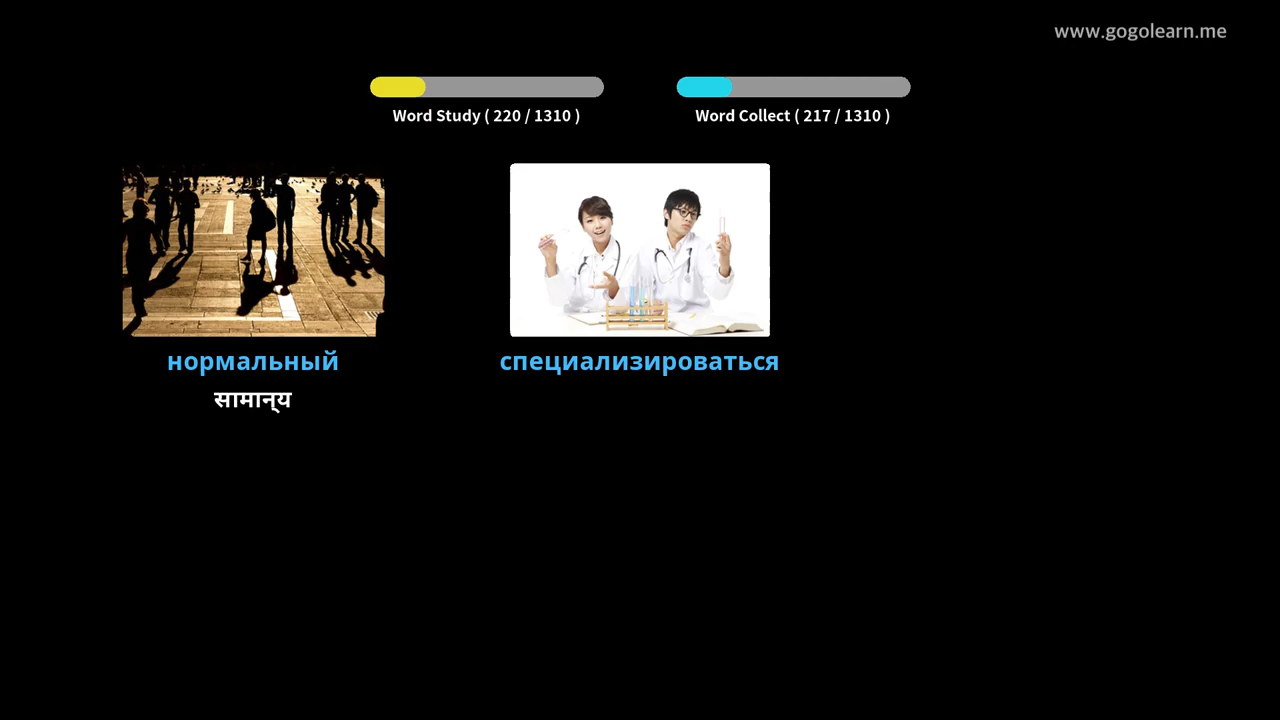 www.gogolearn.me
Word Study ( 220 / 1310 )
Word Collect ( 217 / 1310 )
нормальный
специализироваться
सामान्य